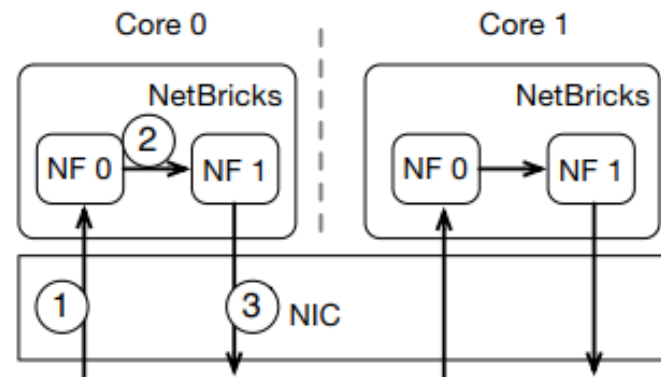 Core 0
Core 1
NetBricks
NetBricks
2
NF 0
NF 1
NF 0
NF 1
1
3
NIC